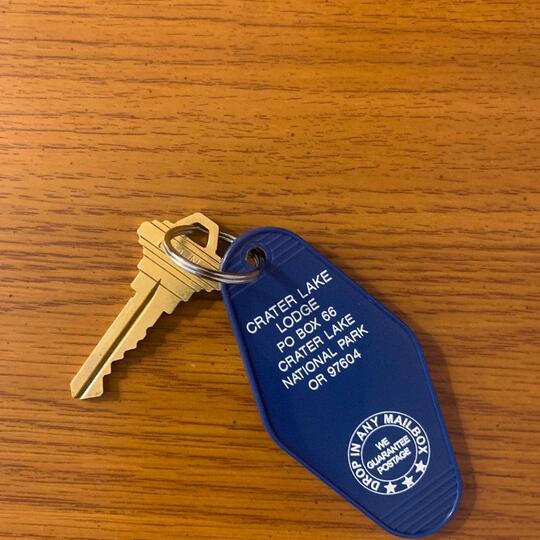 CRATER LAKE
LODGE
PO BOX 66
CRATER LAKE
NATIONAL PARK
OR 97604
DROP IN ANY MAILBOX
WE
GUARANTEE
POSTAGE